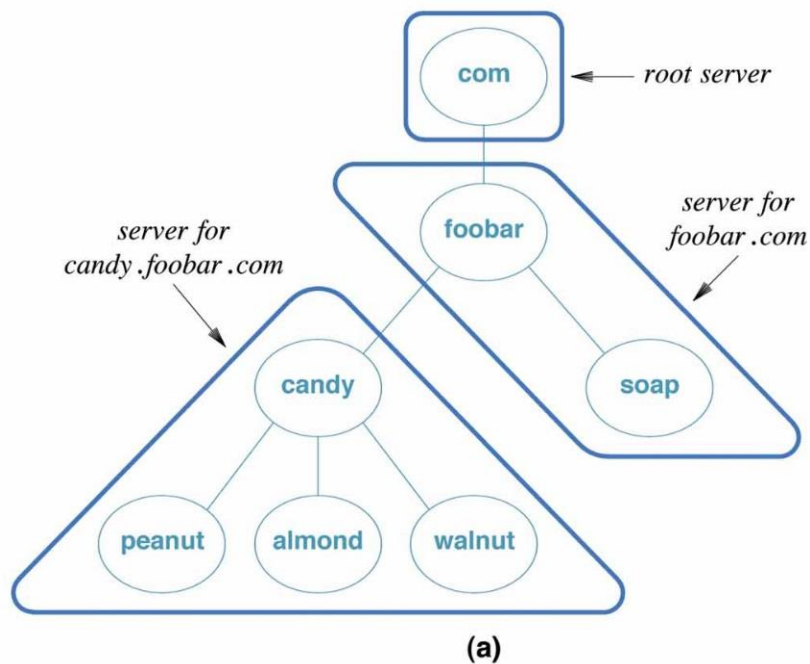 com
root server
foobar
server for
foobar.com
server for
candy.foobar.com
candy
soap
peanut
almond
walnut
(a)